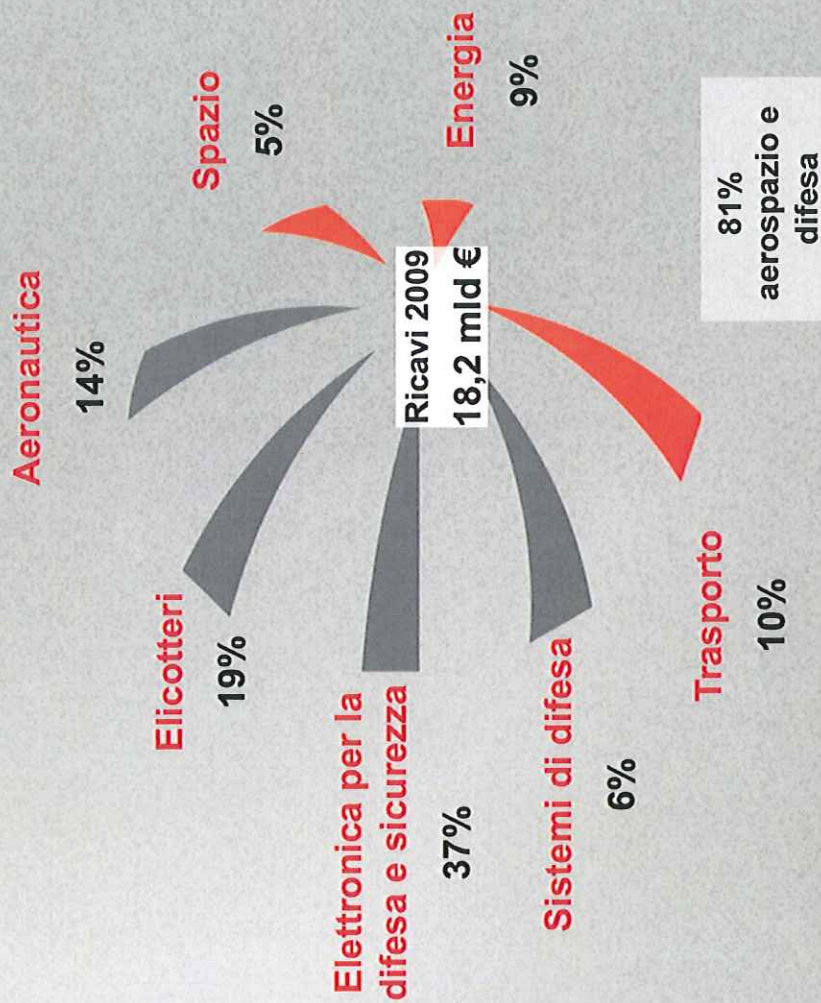 Aeronautica
14%
Spazio
5%
Energia
9%
Elicotteri
19%
Ricavi 2009
18,2 mld €
Elettronica per la
difesa e sicurezza
37%
Sistemi di difesa
6%
Trasporto
10%
81%
aerospazio e
difesa